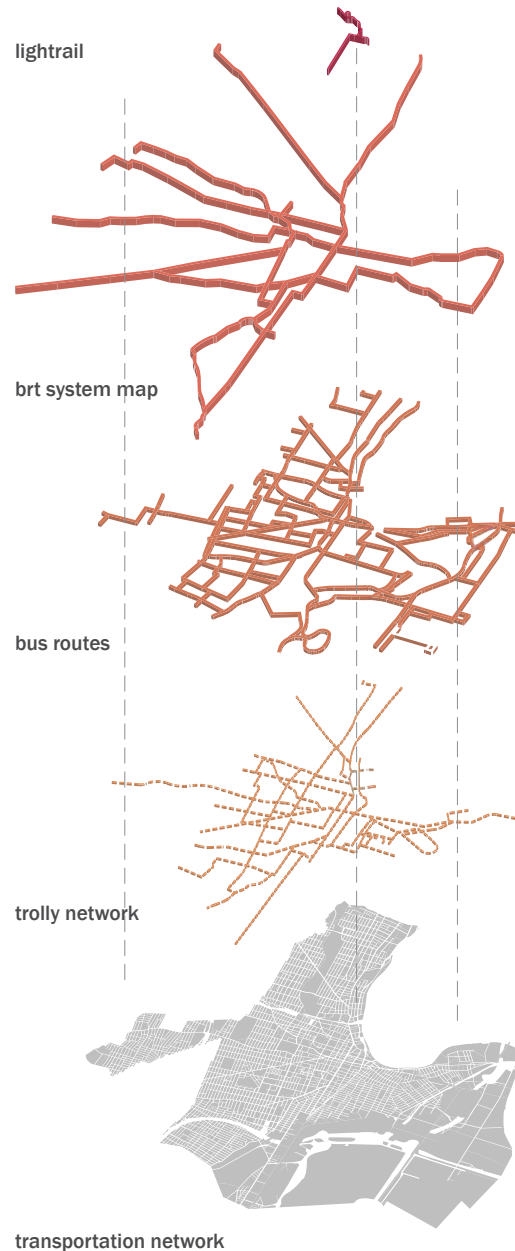 lightrail
brt system map
bus routes
trolly network
transportation network